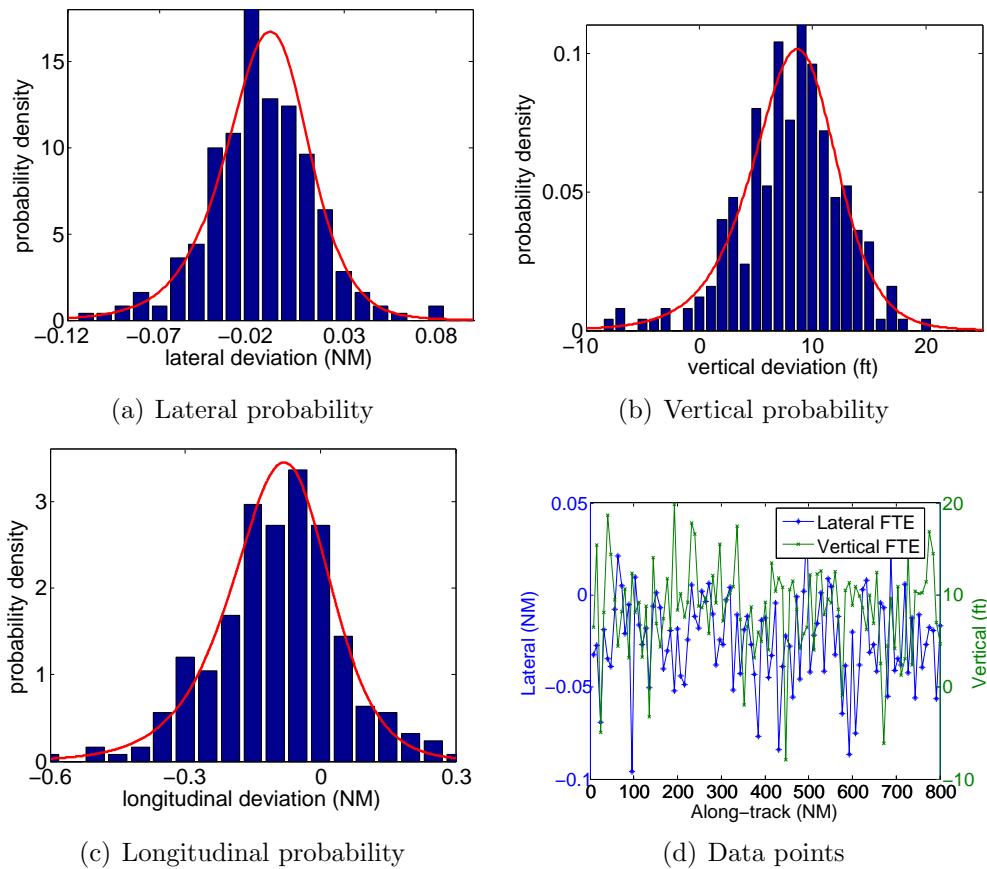 15
10
5
0
probability density
−0.12 −0.07 −0.02 0.03 0.08
lateral deviation (NM)
(a) Lateral probability
0.1
0.05
0
probability density
−10 0 10 20
vertical deviation (ft)
(b) Vertical probability
3
2
1
0
probability density
−0.6 −0.3 0 0.3
longitudinal deviation (NM)
(c) Longitudinal probability
0.05
0
−0.05
−0.1
Lateral (NM)
Lateral FTE
Vertical FTE
20
10
0
−10
Vertical (ft)
0 100 200 300 400 500 600 700 800
Along−track (NM)
(d) Data points